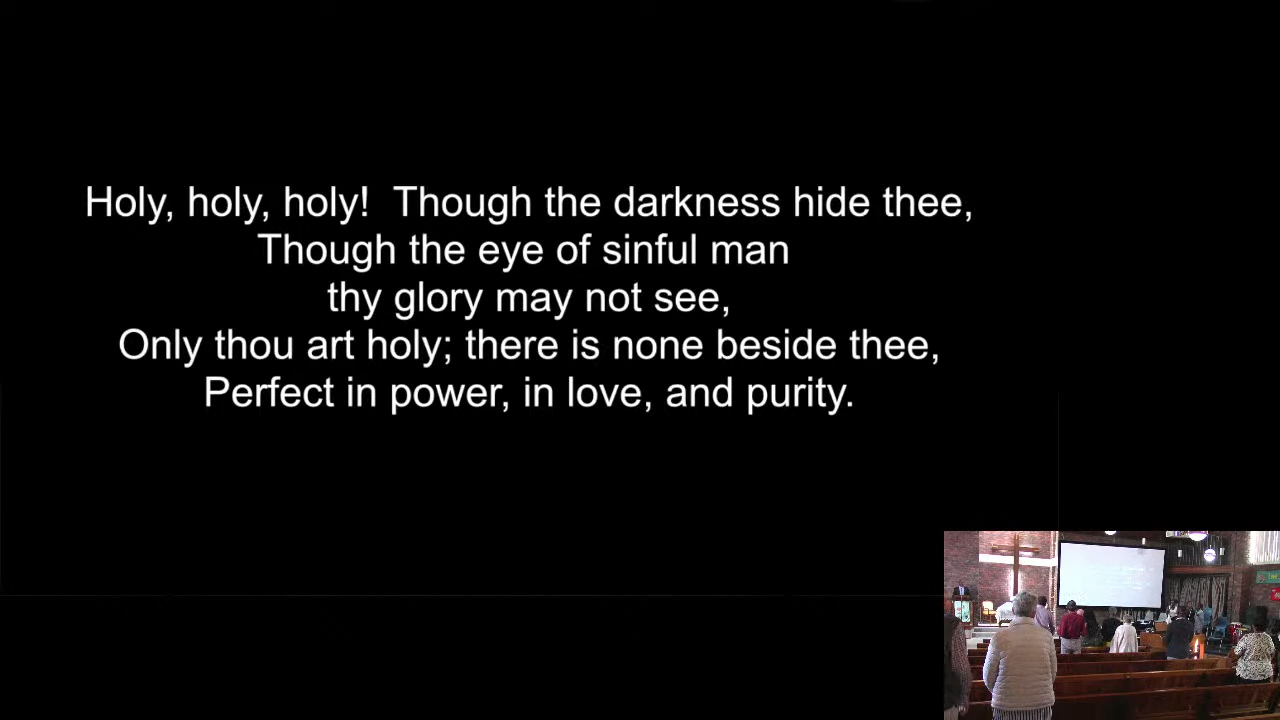 Holy, holy, holy!  Though the darkness hide thee,
Though the eye of sinful man
thy glory may not see,
Only thou art holy; there is none beside thee,
Perfect in power, in love, and purity.